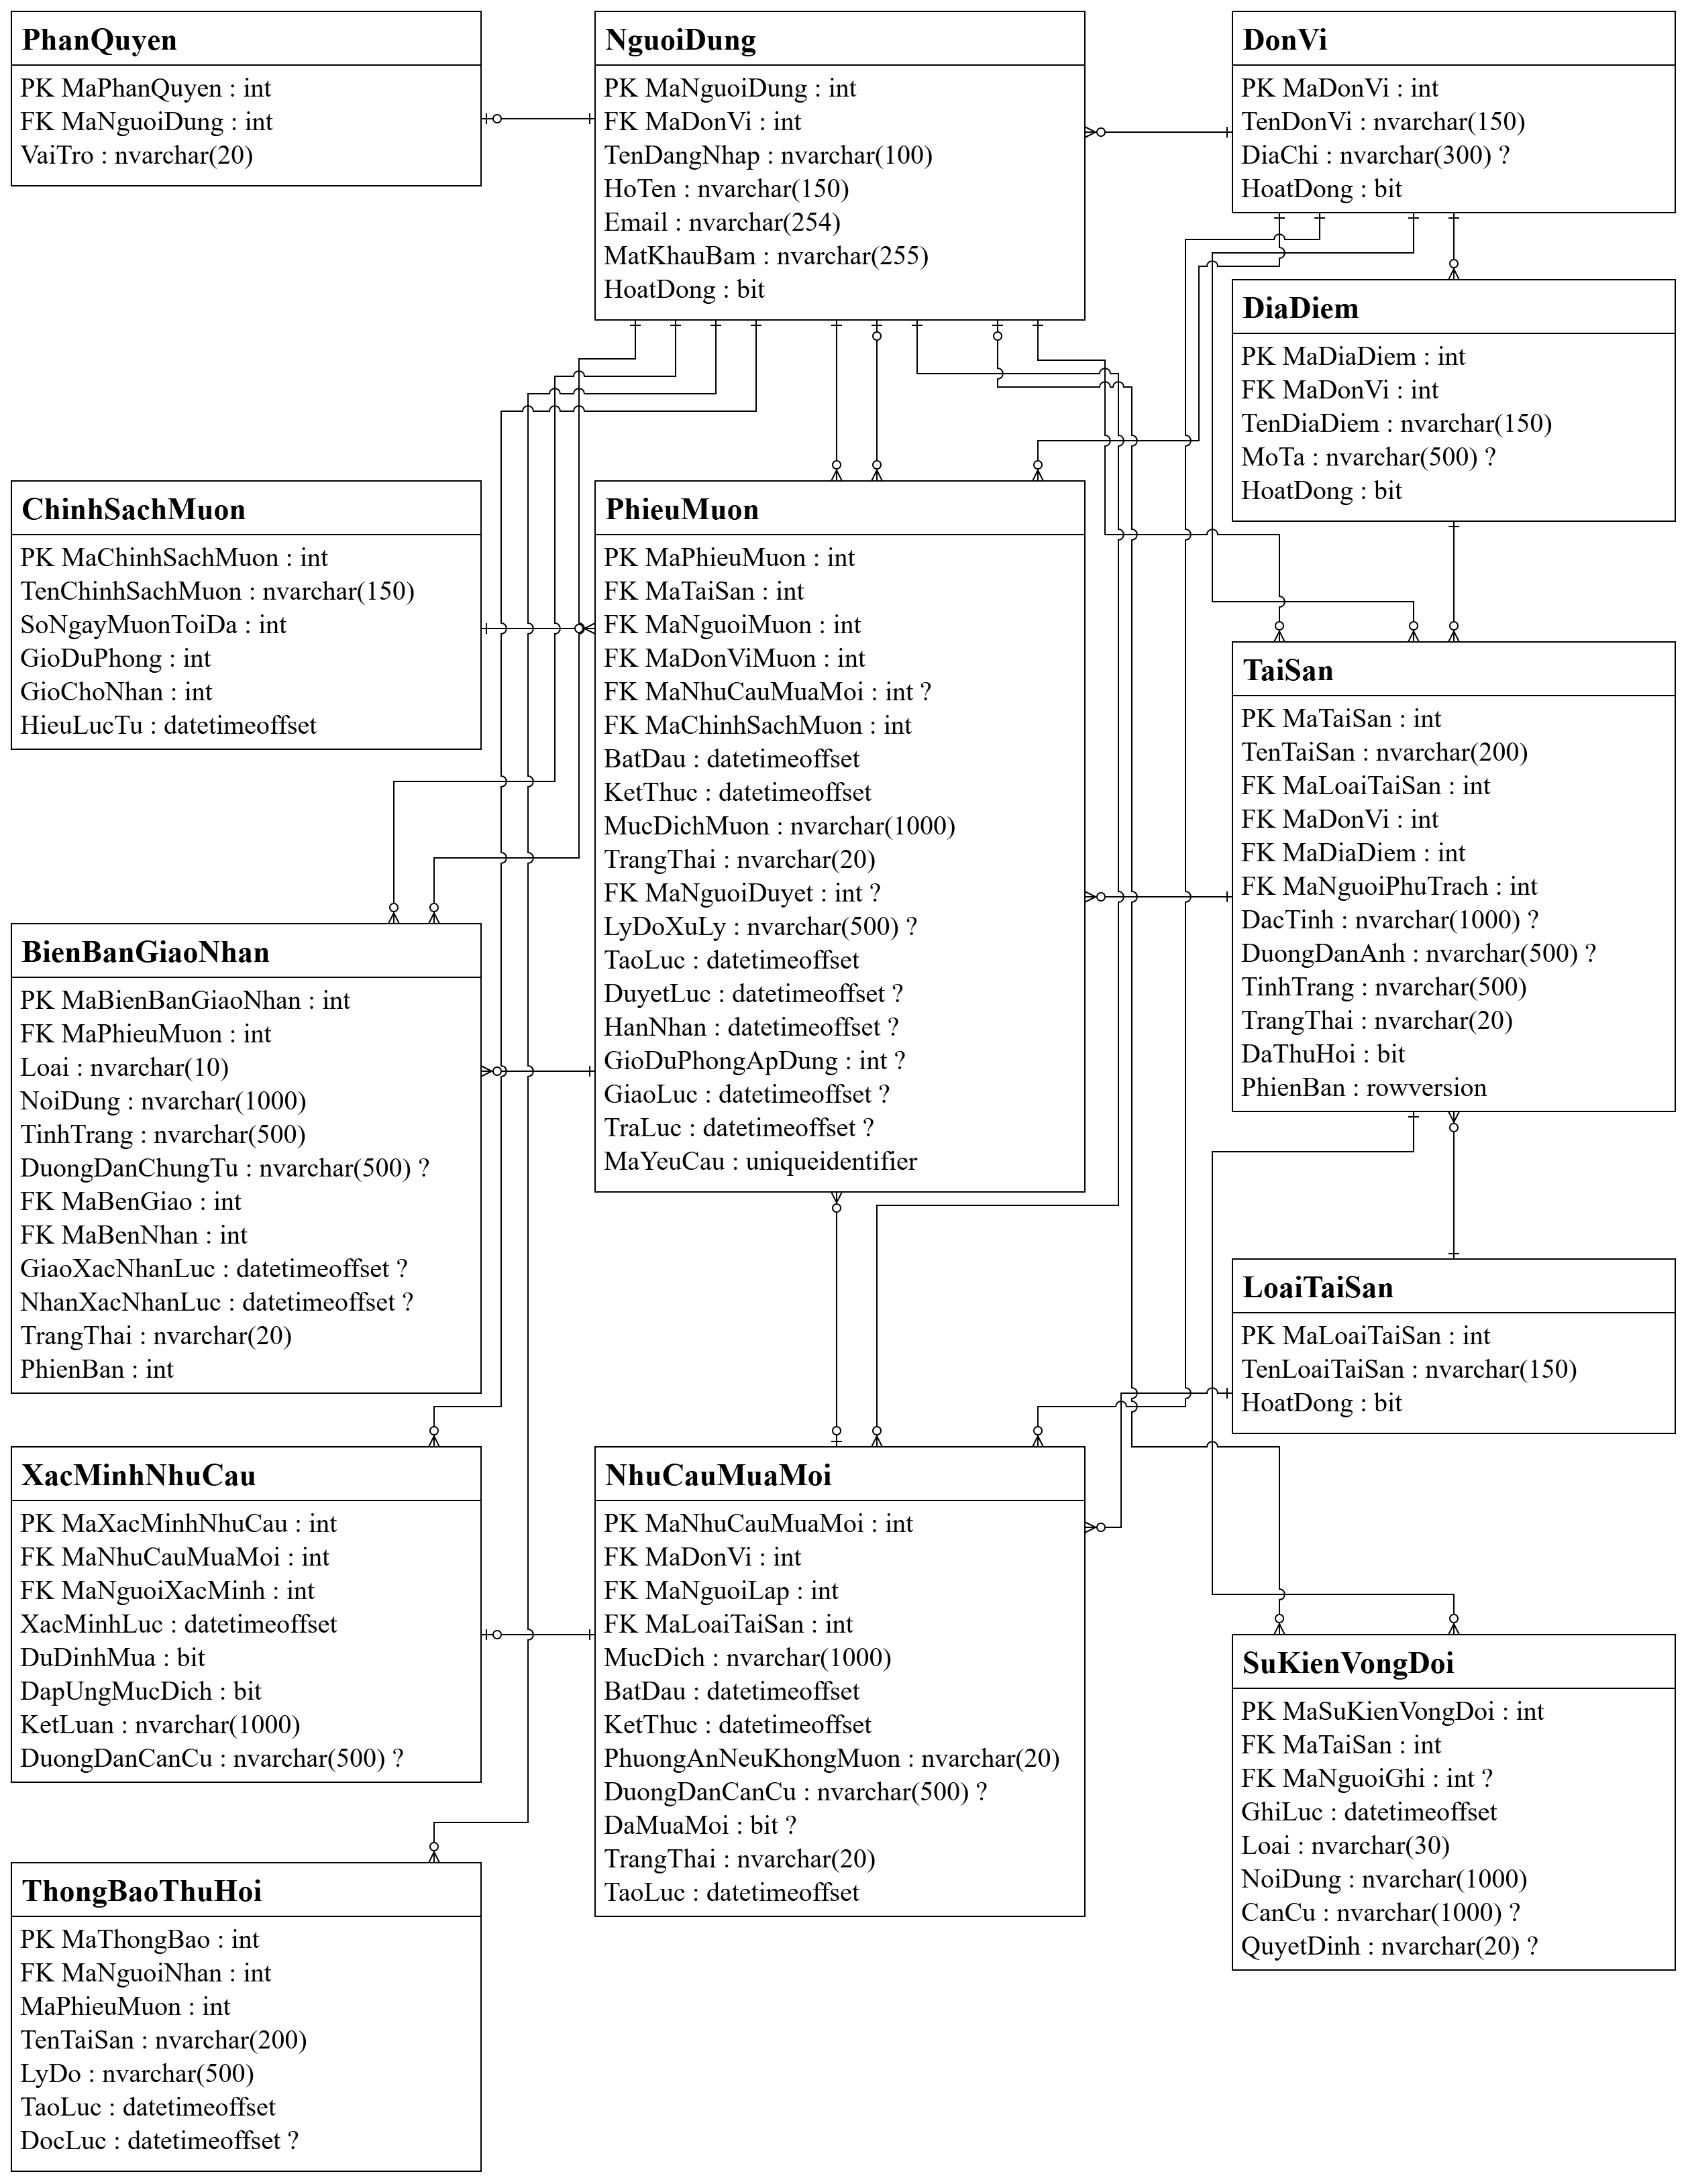 PhanQuyen
PK MaPhanQuyen : int
FK MaNguoiDung : int
VaiTro : nvarchar(20)
NguoiDung
PK MaNguoiDung : int
FK MaDonVi : int
TenDangNhap : nvarchar(100)
HoTen : nvarchar(150)
Email : nvarchar(254)
MatKhauBam : nvarchar(255)
HoatDong : bit
DonVi
PK MaDonVi : int
TenDonVi : nvarchar(150)
DiaChi : nvarchar(300) ?
HoatDong : bit
DiaDiem
PK MaDiaDiem : int
FK MaDonVi : int
TenDiaDiem : nvarchar(150)
MoTa : nvarchar(500) ?
HoatDong : bit
ChinhSachMuon
PK MaChinhSachMuon : int
TenChinhSachMuon : nvarchar(150)
SoNgayMuonToiDa : int
GioDuPhong : int
GioChoNhan : int
HieuLucTu : datetimeoffset
PhieuMuon
PK MaPhieuMuon : int
FK MaTaiSan : int
FK MaNguoiMuon : int
FK MaDonViMuon : int
FK MaNhuCauMuaMoi : int ?
FK MaChinhSachMuon : int
BatDau : datetimeoffset
KetThuc : datetimeoffset
MucDichMuon : nvarchar(1000)
TrangThai : nvarchar(20)
FK MaNguoiDuyet : int ?
LyDoXuLy : nvarchar(500) ?
TaoLuc : datetimeoffset
DuyetLuc : datetimeoffset ?
HanNhan : datetimeoffset ?
GioDuPhongApDung : int ?
GiaoLuc : datetimeoffset ?
TraLuc : datetimeoffset ?
MaYeuCau : uniqueidentifier
TaiSan
PK MaTaiSan : int
TenTaiSan : nvarchar(200)
FK MaLoaiTaiSan : int
FK MaDonVi : int
FK MaDiaDiem : int
FK MaNguoiPhuTrach : int
DacTinh : nvarchar(1000) ?
DuongDanAnh : nvarchar(500) ?
TinhTrang : nvarchar(500)
TrangThai : nvarchar(20)
DaThuHoi : bit
PhienBan : rowversion
BienBanGiaoNhan
PK MaBienBanGiaoNhan : int
FK MaPhieuMuon : int
Loai : nvarchar(10)
NoiDung : nvarchar(1000)
TinhTrang : nvarchar(500)
DuongDanChungTu : nvarchar(500) ?
FK MaBenGiao : int
FK MaBenNhan : int
GiaoXacNhanLuc : datetimeoffset ?
NhanXacNhanLuc : datetimeoffset ?
TrangThai : nvarchar(20)
PhienBan : int
LoaiTaiSan
PK MaLoaiTaiSan : int
TenLoaiTaiSan : nvarchar(150)
HoatDong : bit
XacMinhNhuCau
PK MaXacMinhNhuCau : int
FK MaNhuCauMuaMoi : int
FK MaNguoiXacMinh : int
XacMinhLuc : datetimeoffset
DuDinhMua : bit
DapUngMucDich : bit
KetLuan : nvarchar(1000)
DuongDanCanCu : nvarchar(500) ?
NhuCauMuaMoi
PK MaNhuCauMuaMoi : int
FK MaDonVi : int
FK MaNguoiLap : int
FK MaLoaiTaiSan : int
MucDich : nvarchar(1000)
BatDau : datetimeoffset
KetThuc : datetimeoffset
PhuongAnNeuKhongMuon : nvarchar(20)
DuongDanCanCu : nvarchar(500) ?
DaMuaMoi : bit ?
TrangThai : nvarchar(20)
TaoLuc : datetimeoffset
SuKienVongDoi
PK MaSuKienVongDoi : int
FK MaTaiSan : int
FK MaNguoiGhi : int ?
GhiLuc : datetimeoffset
Loai : nvarchar(30)
NoiDung : nvarchar(1000)
CanCu : nvarchar(1000) ?
QuyetDinh : nvarchar(20) ?
ThongBaoThuHoi
PK MaThongBao : int
FK MaNguoiNhan : int
MaPhieuMuon : int
TenTaiSan : nvarchar(200)
LyDo : nvarchar(500)
TaoLuc : datetimeoffset
DocLuc : datetimeoffset ?